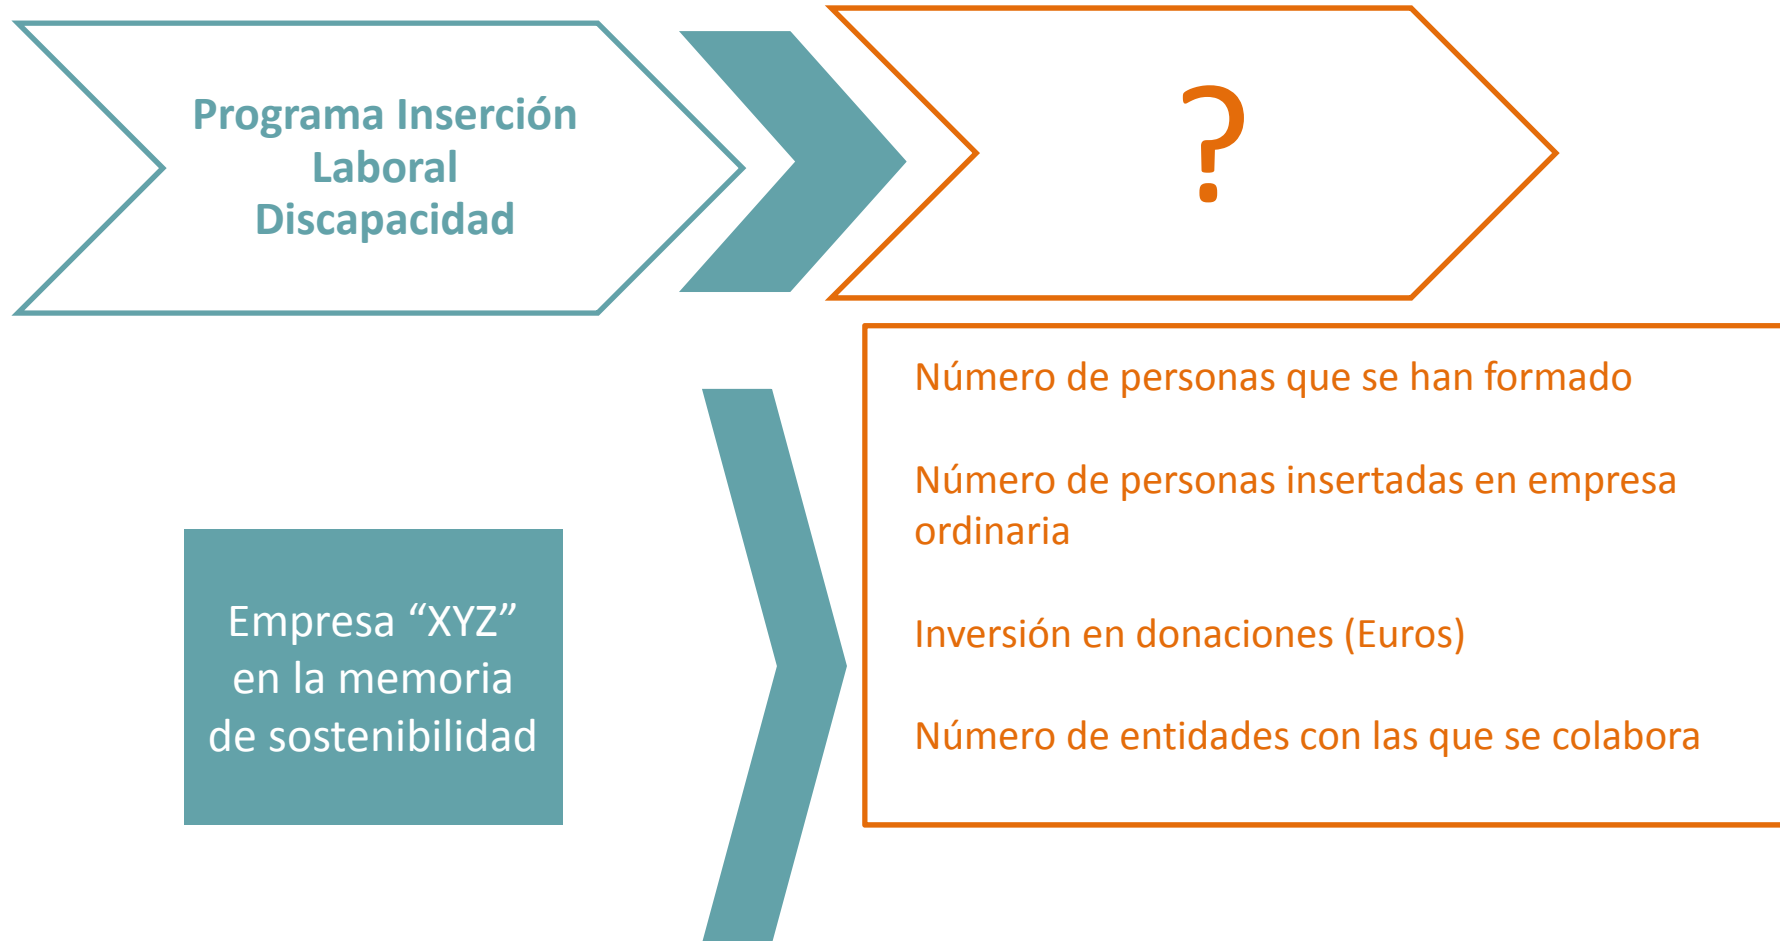 Programa Inserción
Laboral
Discapacidad
?
Número de personas que se han formado
Número de personas insertadas en empresa
ordinaria
Inversión en donaciones (Euros)
Número de entidades con las que se colabora
Empresa “XYZ”
en la memoria
de sostenibilidad